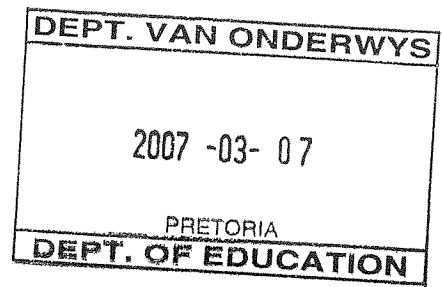 DEPT. VAN ONDERWYS
2007 -03- 07
PRETORIA
DEPT. OF EDUCATION